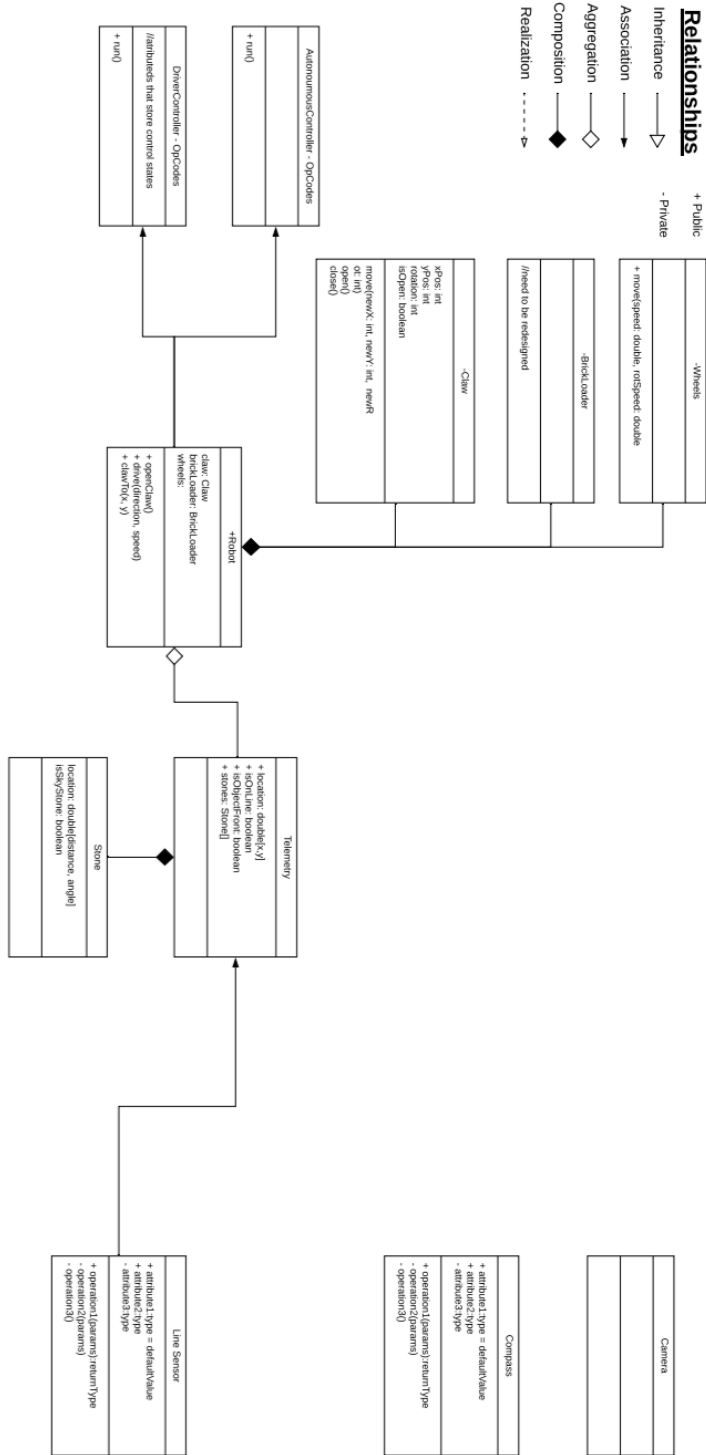 Relationships
Inheritance
Association
Aggregation
Composition
Realization
+ Public
- Private
-Wheels
+ move(speed: double, rotSpeed: double
-BrickLoader
//need to be redesigned
-Claw
xPos: int
yPos: int
rotation: int
isOpen: boolean
move(newX: int, newY: int, newR
ot: int)
open()
close()
AutonoumousController - OpCodes
+ run()
DriverController - OpCodes
//atributeds that store control states
+ run()
+Robot
claw: Claw
brickLoader: BrickLoader
wheels:
+ openClaw()
+ drive(direction, speed)
+ clawTo(x, y)
Telemetry
+ location: double[x,y]
+ isOnLine: boolean
+ isObjectFront: boolean
+ stones: Stone[]
Stone
location: double[distance, angle]
isSkyStone: boolean
Camera
Compass
+ attribute1:type = defaultValue
+ attribute2:type
- attribute3:type
+ operation1(params):returnType
- operation2(params)
- operation3()
Line Sensor
+ attribute1:type = defaultValue
+ attribute2:type
- attribute3:type
+ operation1(params):returnType
- operation2(params)
- operation3()